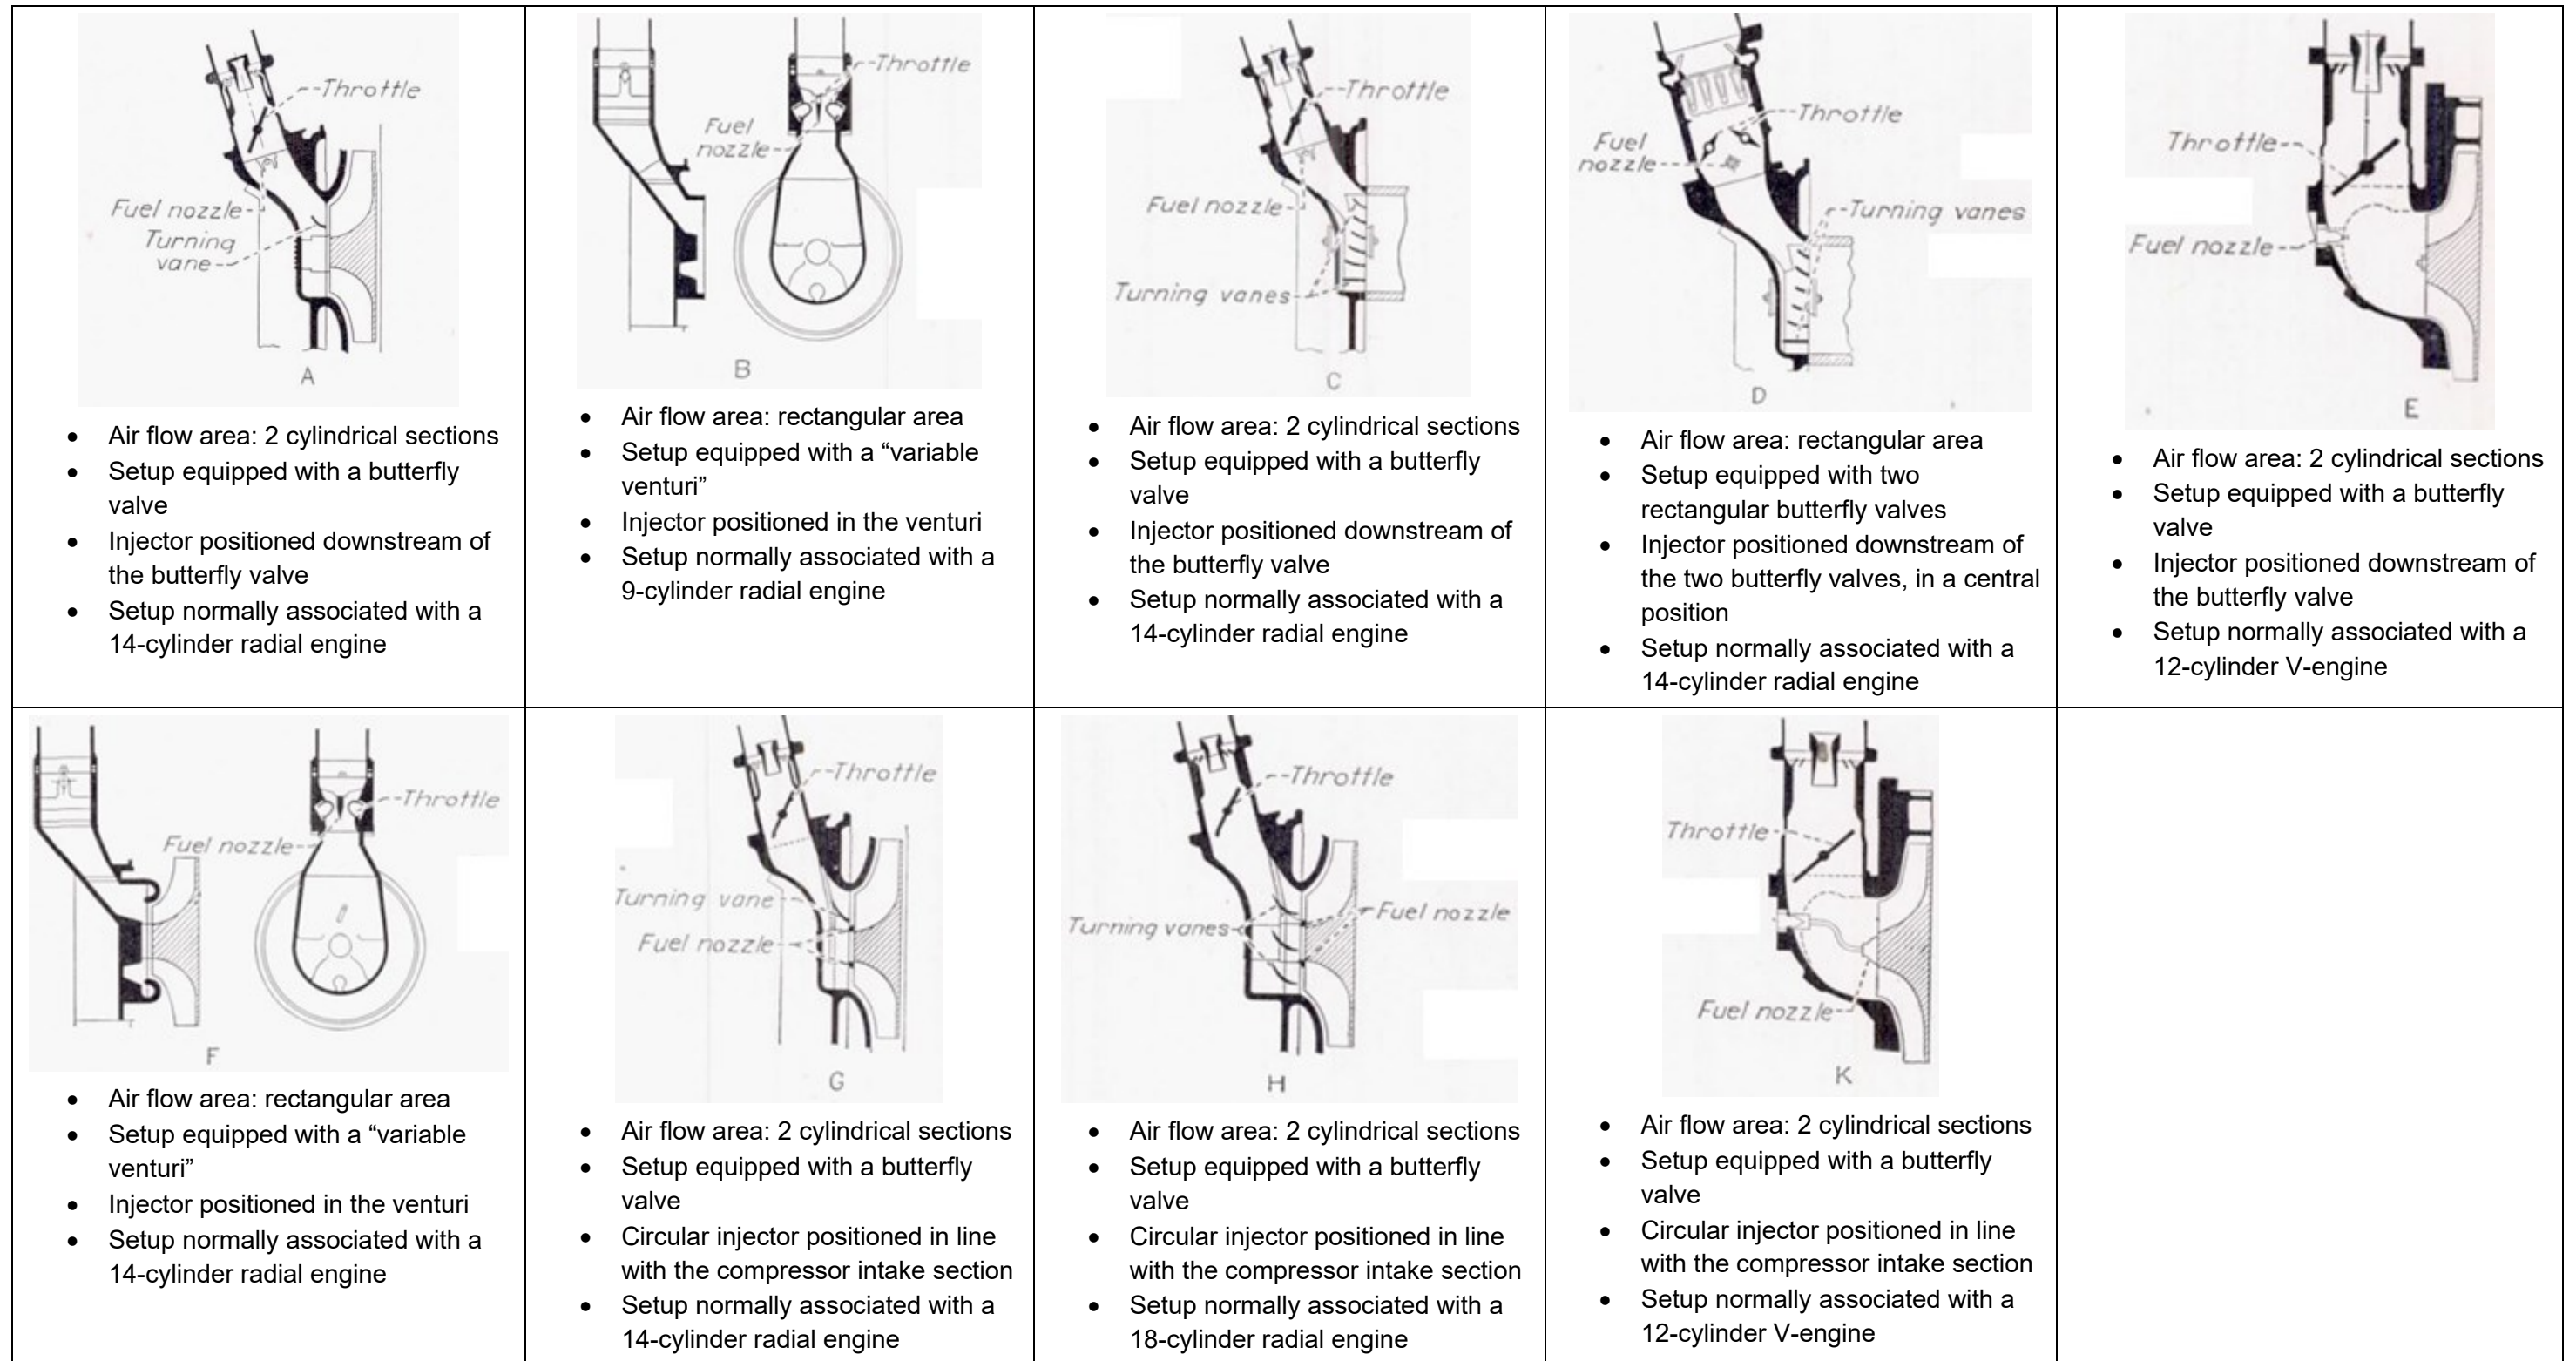 Throttle
Fuel nozzle
Turning
vane
A
• Air flow area: 2 cylindrical sections
• Setup equipped with a butterfly
valve
• Injector positioned downstream of
the butterfly valve
• Setup normally associated with a
14-cylinder radial engine
Throttle
Fuel
nozzle
B
• Air flow area: rectangular area
• Setup equipped with a “variable
venturi”
• Injector positioned in the venturi
• Setup normally associated with a
9-cylinder radial engine
Throttle
Fuel nozzle
Turning vanes
C
• Air flow area: 2 cylindrical sections
• Setup equipped with a butterfly
valve
• Injector positioned downstream of
the butterfly valve
• Setup normally associated with a
14-cylinder radial engine
Throttle
Fuel
nozzle
Turning vanes
D
• Air flow area: rectangular area
• Setup equipped with two
rectangular butterfly valves
• Injector positioned downstream of
the two butterfly valves, in a central
position
• Setup normally associated with a
14-cylinder radial engine
Throttle
Fuel nozzle
E
• Air flow area: 2 cylindrical sections
• Setup equipped with a butterfly
valve
• Injector positioned downstream of
the butterfly valve
• Setup normally associated with a
12-cylinder V-engine
Throttle
Fuel nozzle
F
• Air flow area: rectangular area
• Setup equipped with a “variable
venturi”
• Injector positioned in the venturi
• Setup normally associated with a
14-cylinder radial engine
Throttle
Turning vane
Fuel nozzle
G
• Air flow area: 2 cylindrical sections
• Setup equipped with a butterfly
valve
• Circular injector positioned in line
with the compressor intake section
• Setup normally associated with a
14-cylinder radial engine
Throttle
Fuel nozzle
Turning vanes
H
• Air flow area: 2 cylindrical sections
• Setup equipped with a butterfly
valve
• Circular injector positioned in line
with the compressor intake section
• Setup normally associated with a
18-cylinder radial engine
Throttle
Fuel nozzle
K
• Air flow area: 2 cylindrical sections
• Setup equipped with a butterfly
valve
• Circular injector positioned in line
with the compressor intake section
• Setup normally associated with a
12-cylinder V-engine